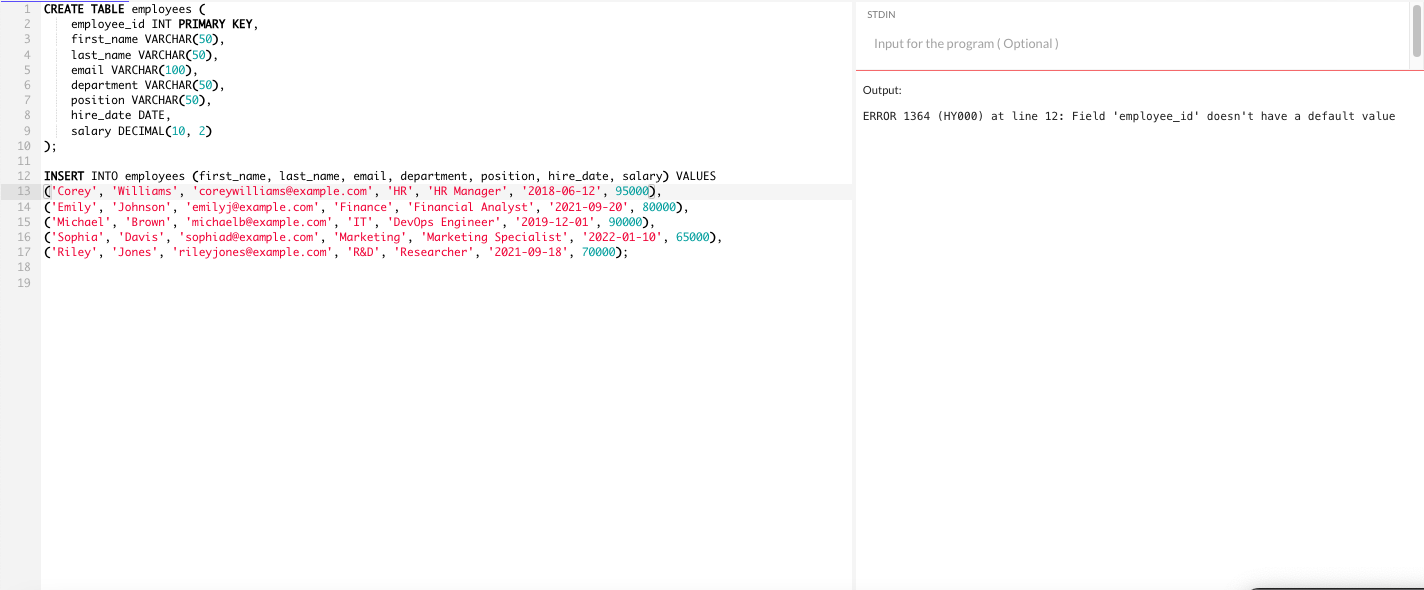 1 CREATE TABLE employees (
2 employee_id INT PRIMARY KEY,
3 first_name VARCHAR(50),
4 last_name VARCHAR(50),
5 email VARCHAR(100),
6 department VARCHAR(50),
7 position VARCHAR(50),
8 hire_date DATE,
9 salary DECIMAL(10, 2)
10 );
11
12 INSERT INTO employees (first_name, last_name, email, department, position, hire_date, salary) VALUES
13 ('Corey', 'Williams', 'coreywilliams@example.com', 'HR', 'HR Manager', '2018-06-12', 95000),
14 ('Emily', 'Johnson', 'emilyj@example.com', 'Finance', 'Financial Analyst', '2021-09-20', 80000),
15 ('Michael', 'Brown', 'michaelb@example.com', 'IT', 'DevOps Engineer', '2019-12-01', 90000),
16 ('Sophia', 'Davis', 'sophiad@example.com', 'Marketing', 'Marketing Specialist', '2022-01-10', 65000),
17 ('Riley', 'Jones', 'rileyjones@example.com', 'R&D', 'Researcher', '2021-09-18', 70000);
18
19
STDIN
Input for the program ( Optional )
Output:
ERROR 1364 (HY000) at line 12: Field 'employee_id' doesn't have a default value